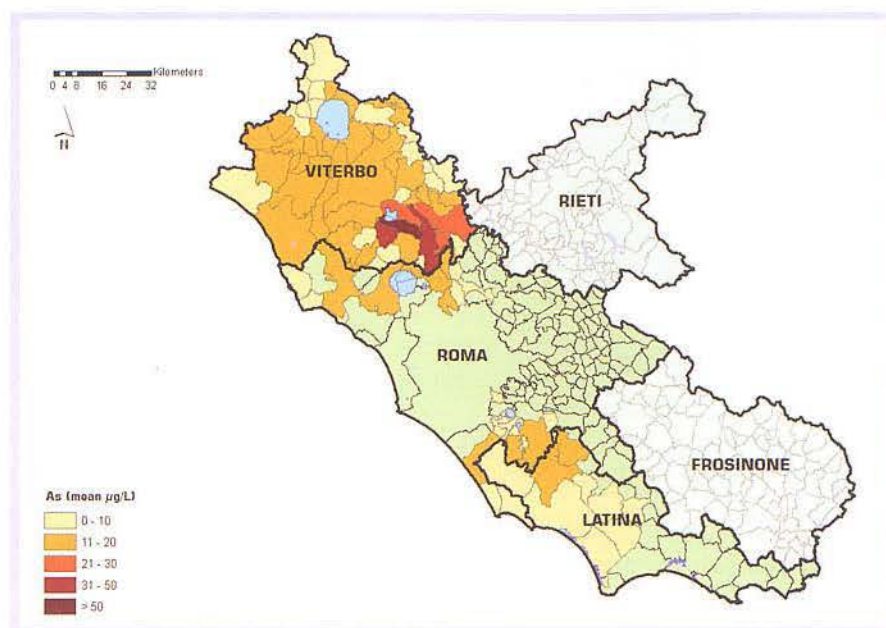 Kilometers
0 4 8 16 24 32
N
VITERBO
RIETI
ROMA
FROSINONE
LATINA
As (mean µg/L)
0 - 10
11 - 20
21 - 30
31 - 50
> 50